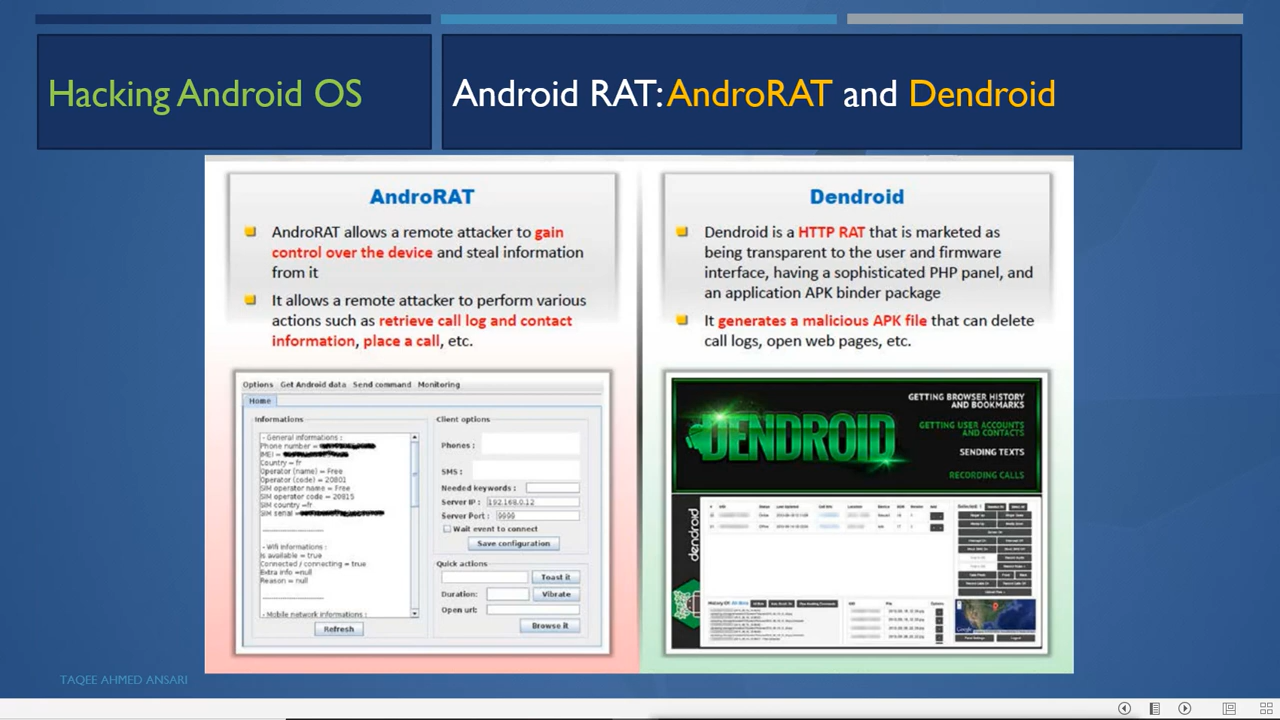 Hacking Android OS
Android RAT: AndroRAT and Dendroid
AndroRAT
AndroRAT allows a remote attacker to gain
control over the device and steal information
from it
It allows a remote attacker to perform various
actions such as retrieve call log and contact
information, place a call, etc.
Options Get Android data Send command Monitoring
Home
Informations
- General informations :
Phone number =
IMEI =
Country = fr
Operator (name) = Free
Operator (code) = 20801
SIM operator name = Free
SIM operator code = 20815
SIM country =fr
SIM serial =
- Wifi informations :
Is available = true
Connected / connecting = true
Extra info =null
Reason = null
- Mobile network informations :
Refresh
Client options
Phones :
SMS :
Needed keywords :
Server IP : 192.168.0.12
Server Port : 9999
Wait event to connect
Save configuration
Quick actions
Toast it
Duration: Vibrate
Open url:
Browse it
Dendroid
Dendroid is a HTTP RAT that is marketed as
being transparent to the user and firmware
interface, having a sophisticated PHP panel, and
an application APK binder package
It generates a malicious APK file that can delete
call logs, open web pages, etc.
DENDROID
GETTING BROWSER HISTORY
AND BOOKMARKS
GETTING USER ACCOUNTS
AND CONTACTS
SENDING TEXTS
RECORDING CALLS
dendroid
Google
TAQEE AHMED ANSARI